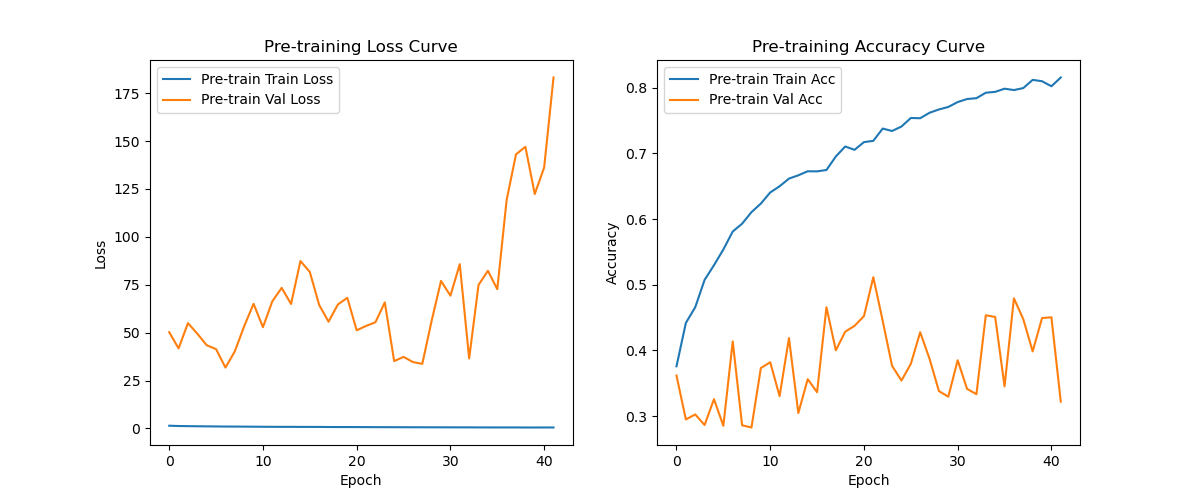 Pre-training Loss Curve
Pre-train Train Loss
Pre-train Val Loss
175
150
125
100
75
50
25
0
Loss
0 10 20 30 40
Epoch
Pre-training Accuracy Curve
Pre-train Train Acc
Pre-train Val Acc
0.8
0.7
0.6
0.5
0.4
0.3
Accuracy
0 10 20 30 40
Epoch